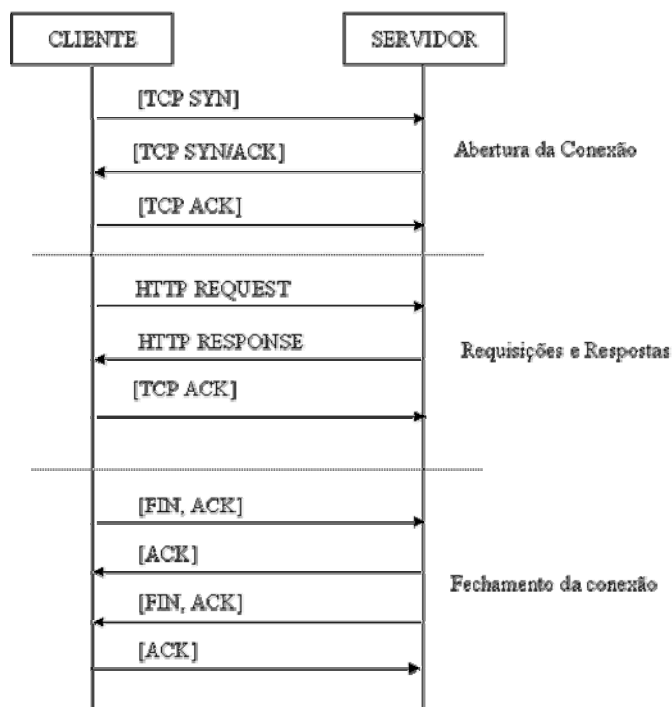 CLIENTE
SERVIDOR
[TCP SYN]
[TCP SYN/ACK]
Abertura da Conexão
[TCP ACK]
HTTP REQUEST
HTTP RESPONSE
Requisições e Respostas
[TCP ACK]
[FIN, ACK]
[ACK]
Fechamento da conexão
[FIN, ACK]
[ACK]